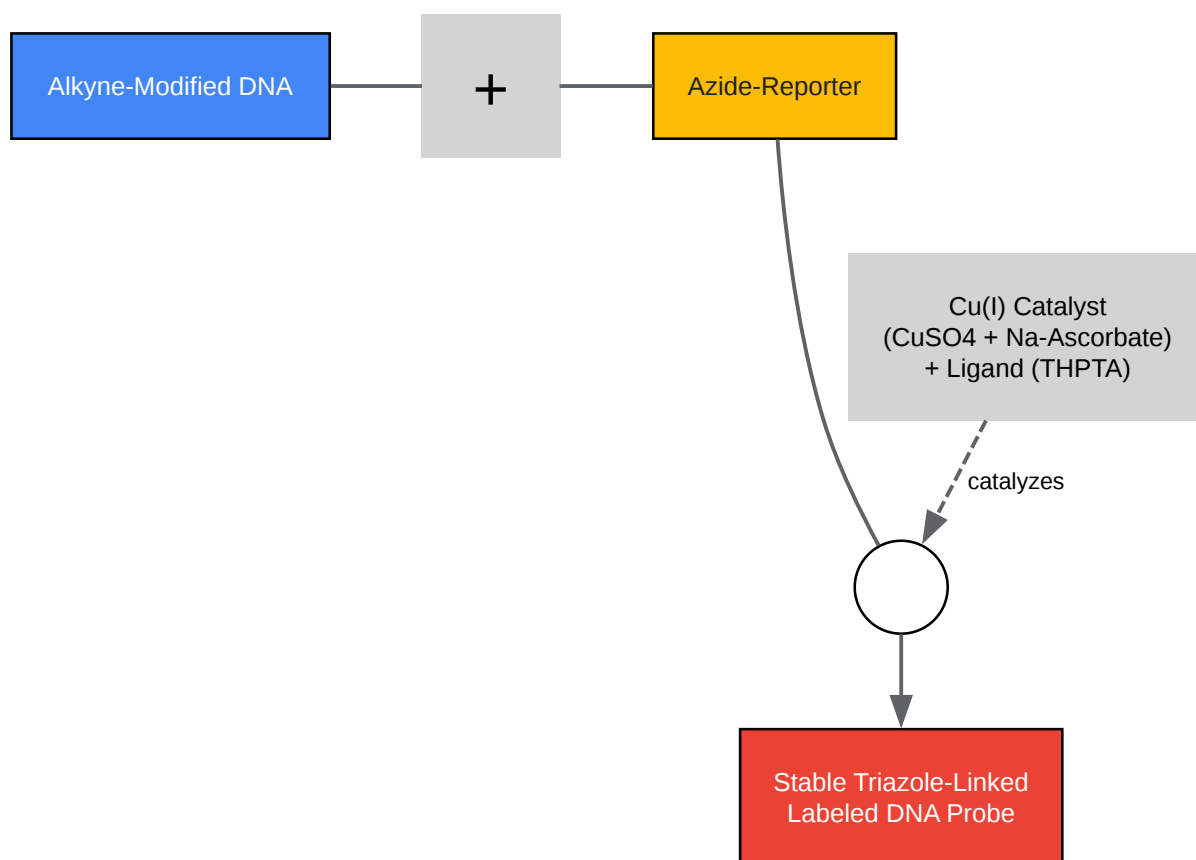 Alkyne-Modified DNA
+
Azide-Reporter
Cu(I) Catalyst
(CuSO4 + Na-Ascorbate)
+ Ligand (THPTA)
catalyzes
Stable Triazole-Linked
Labeled DNA Probe